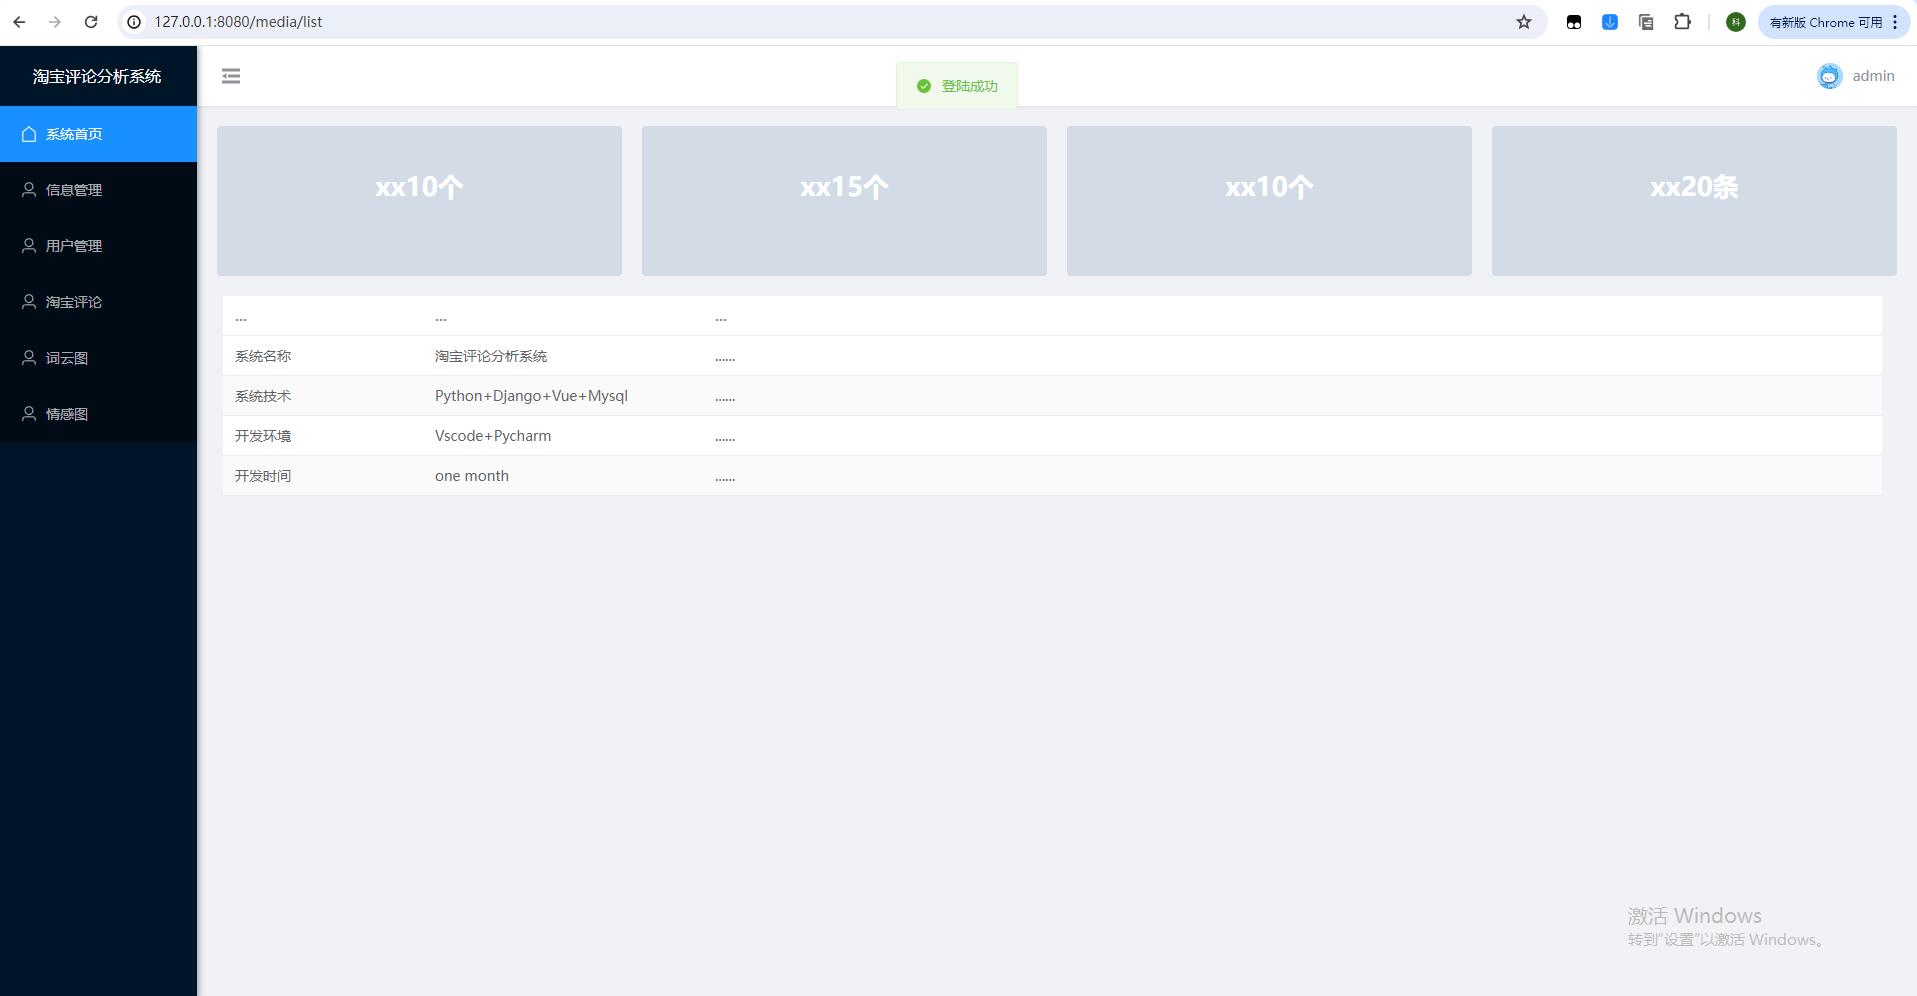 127.0.0.1:8080/media/list
科
有新版 Chrome 可用
淘宝评论分析系统
登陆成功
admin
系统首页
信息管理
用户管理
淘宝评论
词云图
情感图
xx10个
xx15个
xx10个
xx20条
... ... ...
系统名称 淘宝评论分析系统 ......
系统技术 Python+Django+Vue+Mysql ......
开发环境 Vscode+Pycharm ......
开发时间 one month ......
激活 Windows
转到"设置"以激活 Windows。